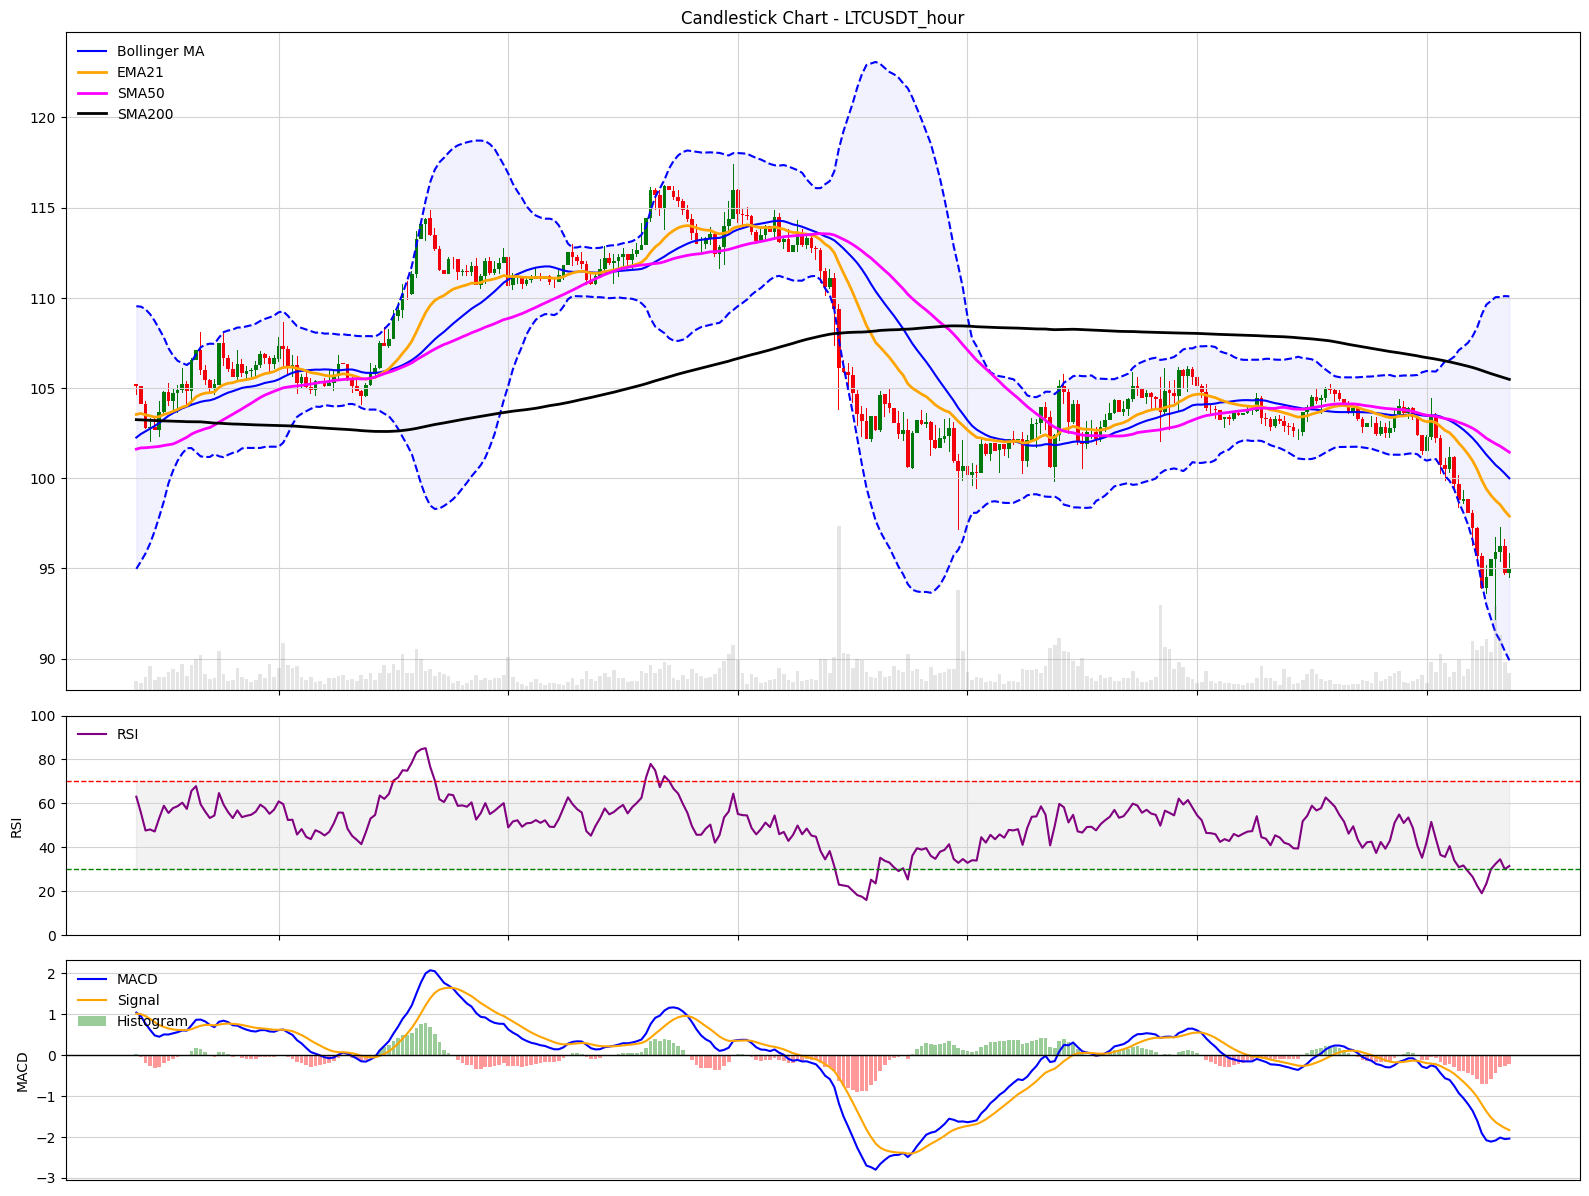 Candlestick Chart - LTCUSDT_hour
Bollinger MA
EMA21
SMA50
SMA200
120
115
110
105
100
95
90
RSI
100
80
60
40
20
0
RSI
MACD
Signal
Histogram
2
1
0
−1
−2
−3
MACD